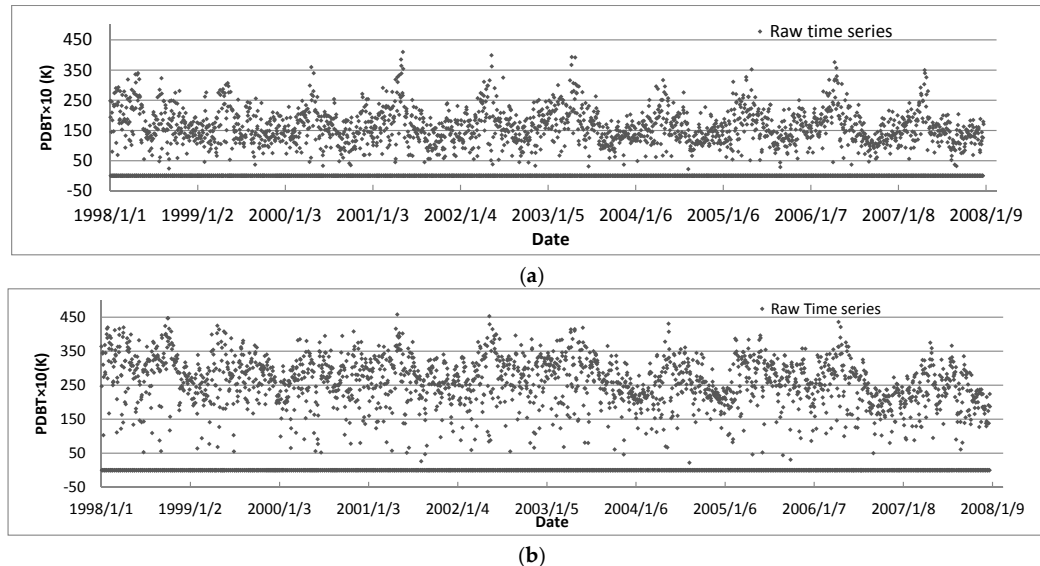 Raw time series
PDBT×10 (K)
450
350
250
150
50
-50
1998/1/1 1999/1/2 2000/1/3 2001/1/3 2002/1/4 2003/1/5 2004/1/6 2005/1/6 2006/1/7 2007/1/8 2008/1/9
Date
(a)
Raw Time series
PDBT×10(K)
450
350
250
150
50
-50
1998/1/1 1999/1/2 2000/1/3 2001/1/3 2002/1/4 2003/1/5 2004/1/6 2005/1/6 2006/1/7 2007/1/8 2008/1/9
Date
(b)